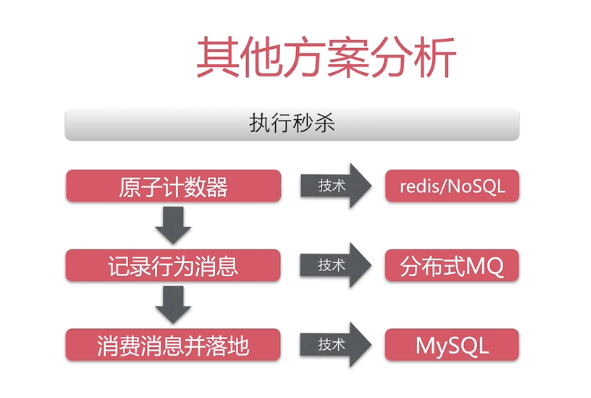 其他方案分析
执行秒杀
原子计数器
技术
redis/NoSQL
记录行为消息
技术
分布式MQ
消费消息并落地
技术
MySQL